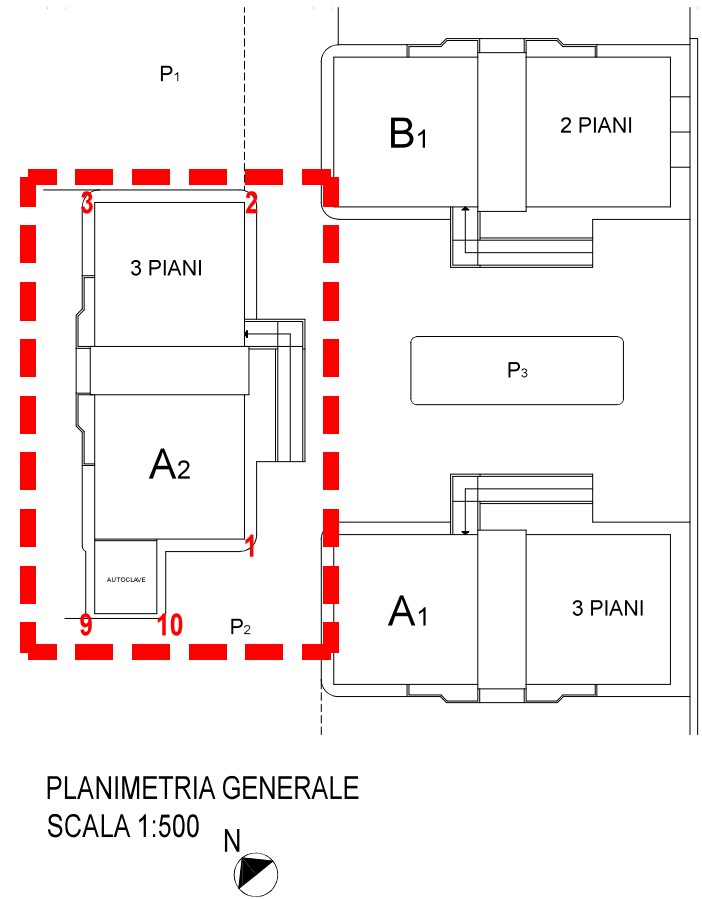 P1
B1
2 PIANI
3
2
3 PIANI
P3
A2
1
AUTOCLAVE
A1
3 PIANI
9
10
P2
PLANIMETRIA GENERALE
SCALA 1:500
N